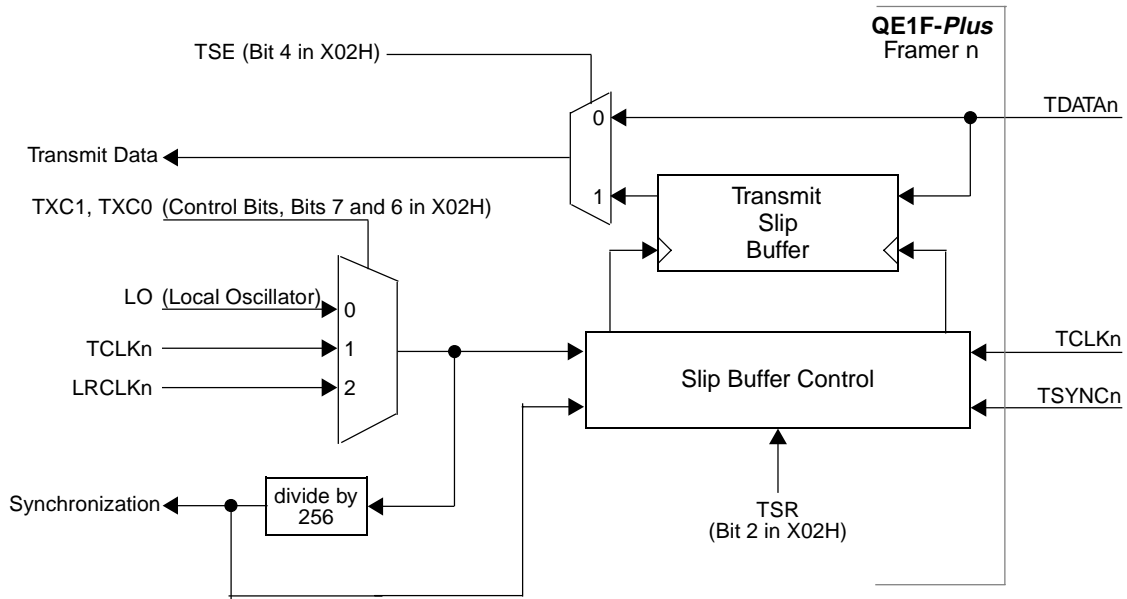 QE1F-Plus
Framer n
TSE (Bit 4 in X02H)
TDATAn
0
Transmit Data
1
Transmit
Slip
Buffer
TXC1, TXC0 (Control Bits, Bits 7 and 6 in X02H)
LO (Local Oscillator)
0
TCLKn
1
LRCLKn
2
Slip Buffer Control
TCLKn
TSYNCn
Synchronization
divide by
256
TSR
(Bit 2 in X02H)